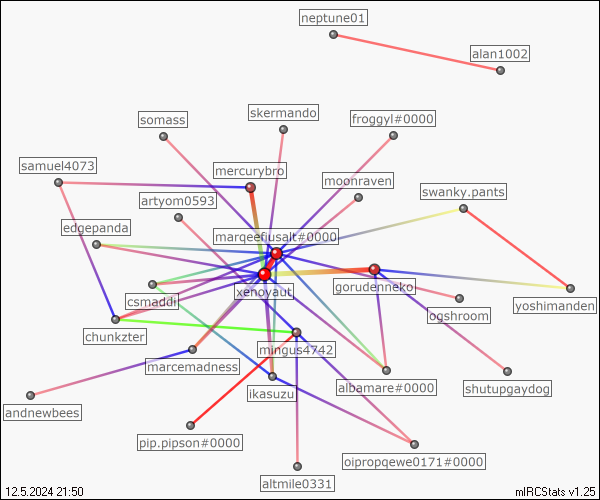 neptune01
alan1002
skermando
somass
froggyl#0000
samuel4073
mercurybro
moonraven
swanky.pants
artyom0593
edgepanda
marqeefiusalt#0000
xenoyaut
gorudenneko
csmaddi
yoshimanden
ogshroom
chunkzter
mingus4742
marcemadness
albamare#0000
shutupgaydog
ikasuzu
andnewbees
pip.pipson#0000
oipropqewe0171#0000
altmile0331
12.5.2024 21:50
mIRCStats v1.25